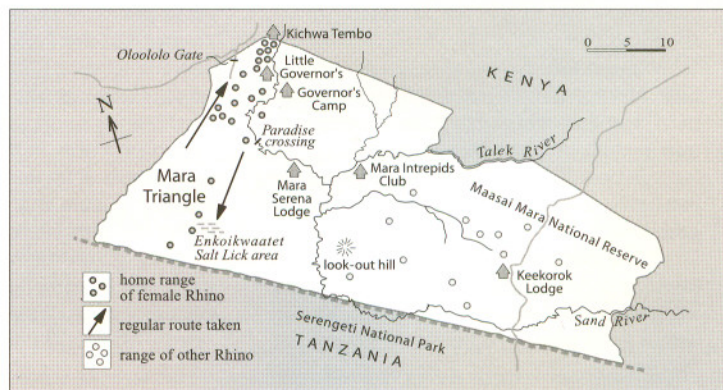 Kichwa Tembo
Oloololo Gate
Little
Governor's
Governor's
Camp
0 5 10
KENYA
N
Paradise
crossing
Talek River
Mara
Triangle
Mara
Serena
Lodge
Mara Intrepids
Club
Maasai Mara National Reserve
Enkoikwaatet
Salt Lick area
look-out hill
Keekorok
Lodge
home range
of female Rhino
regular route taken
range of other Rhino
Sand River
Serengeti National Park
TANZANIA